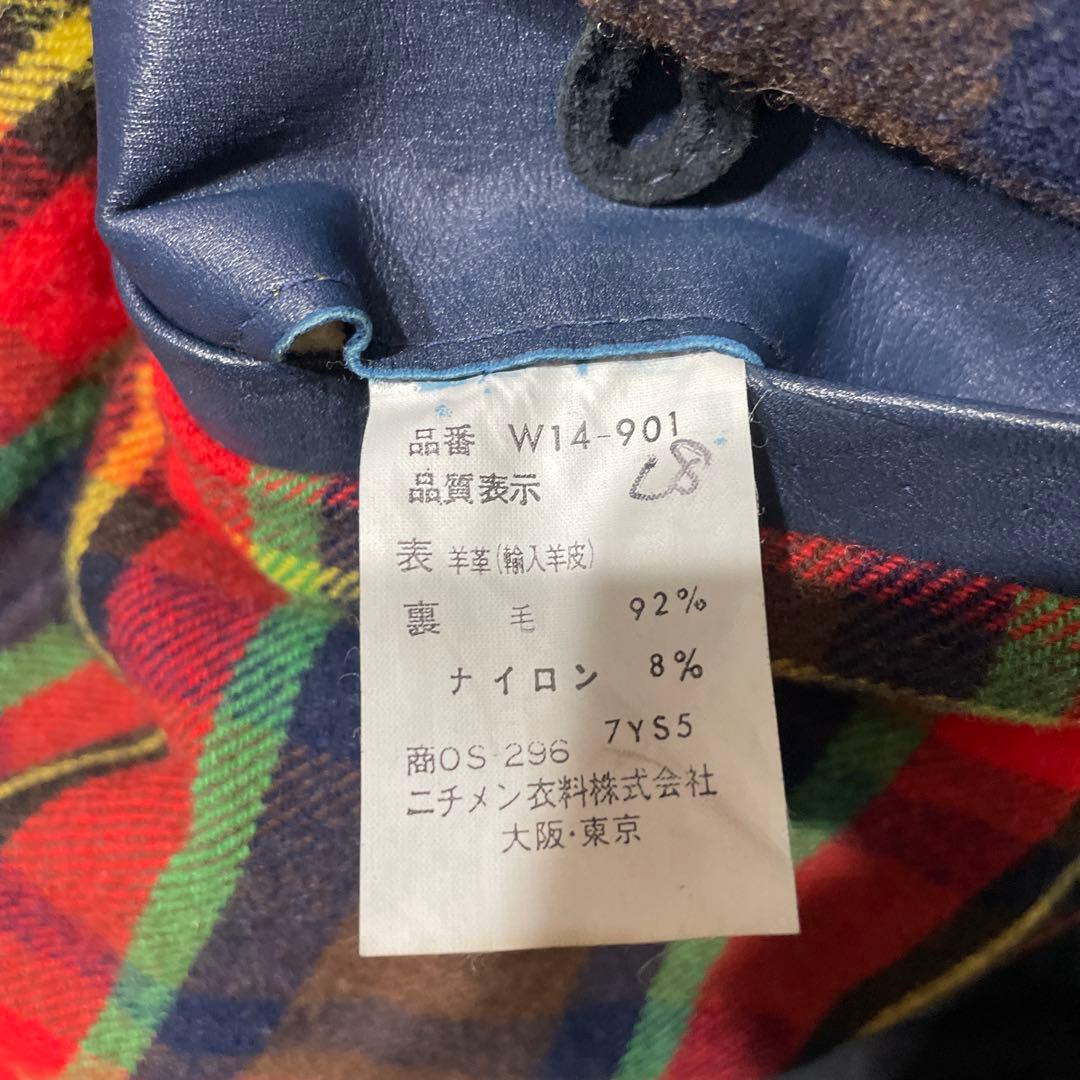 品番 W14-901
品質表示
表 羊革(輸入羊皮)
裏 毛 92%
ナイロン 8%
7YS5
商OS-296
ニチメン衣料株式会社
大阪・東京